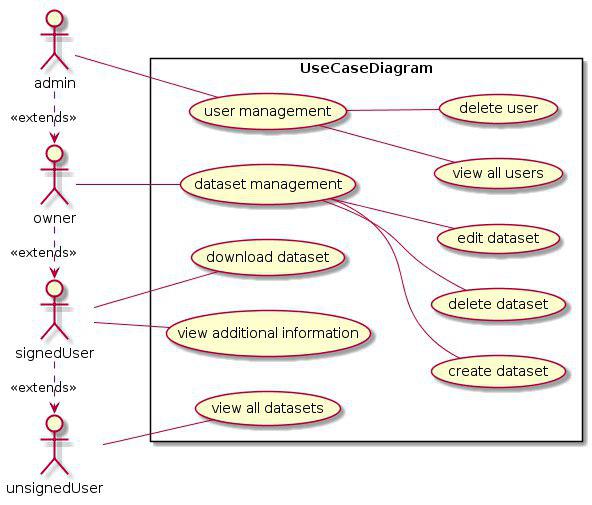 UseCaseDiagram
admin
user management
delete user
«extends»
view all users
owner
dataset management
edit dataset
«extends»
download dataset
delete dataset
signedUser
view additional information
create dataset
«extends»
view all datasets
unsignedUser